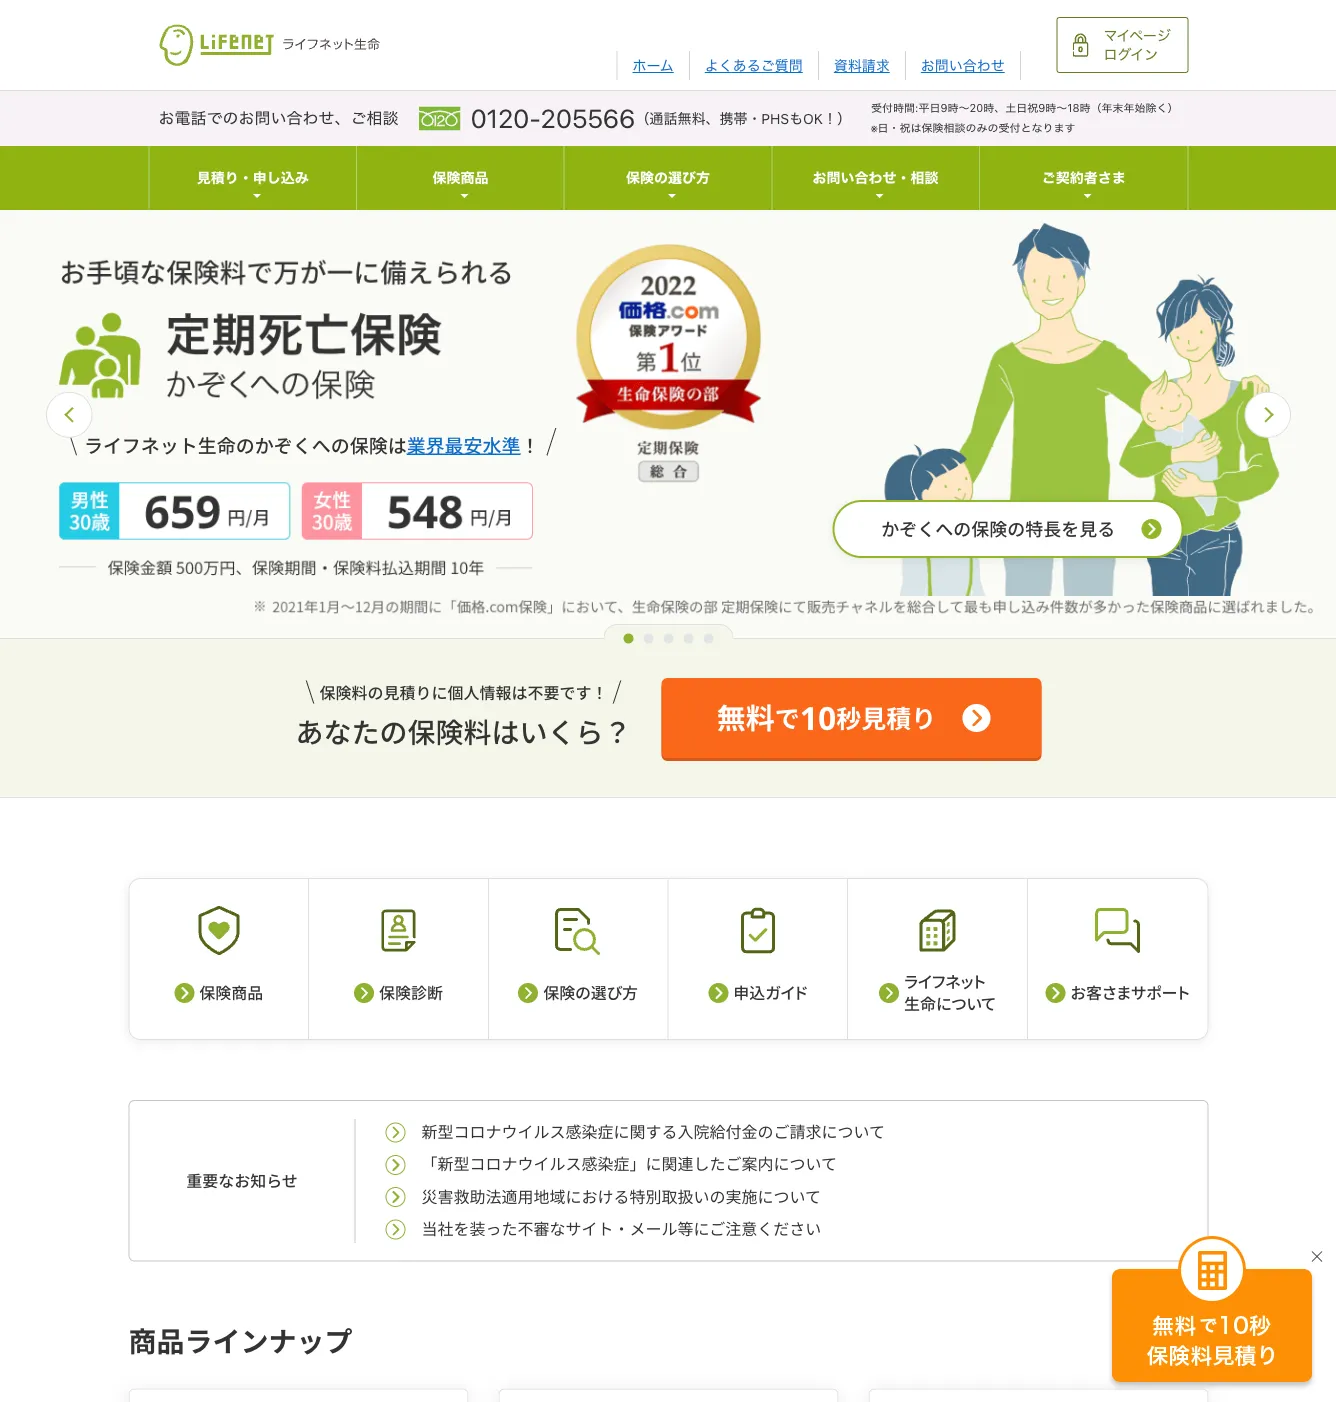 LIFENET ライフネット生命
ホーム
よくあるご質問
資料請求
お問い合わせ
マイページ
ログイン
お電話でのお問い合わせ、ご相談
0120
0120-205566
（通話無料、携帯・PHSもOK！）
受付時間:平日9時〜20時、土日祝9時〜18時（年末年始除く）
※日・祝は保険相談のみの受付となります
見積り・申し込み
保険商品
保険の選び方
お問い合わせ・相談
ご契約者さま
お手頃な保険料で万が一に備えられる
定期死亡保険
かぞくへの保険
\ ライフネット生命のかぞくへの保険は業界最安水準！ /
男性
30歳
659 円/月
女性
30歳
548 円/月
保険金額 500万円、保険期間・保険料払込期間 10年
2022
価格.com
保険アワード
第1位
生命保険の部
定期保険
総合
かぞくへの保険の特長を見る
※ 2021年1月〜12月の期間に「価格.com保険」において、生命保険の部 定期保険にて販売チャネルを総合して最も申し込み件数が多かった保険商品に選ばれました。
\ 保険料の見積りに個人情報は不要です！ /
あなたの保険料はいくら？
無料で10秒見積り
保険商品
保険診断
保険の選び方
申込ガイド
ライフネット
生命について
お客さまサポート
重要なお知らせ
新型コロナウイルス感染症に関する入院給付金のご請求について
「新型コロナウイルス感染症」に関連したご案内について
災害救助法適用地域における特別取扱いの実施について
当社を装った不審なサイト・メール等にご注意ください
商品ラインナップ
無料で10秒
保険料見積り